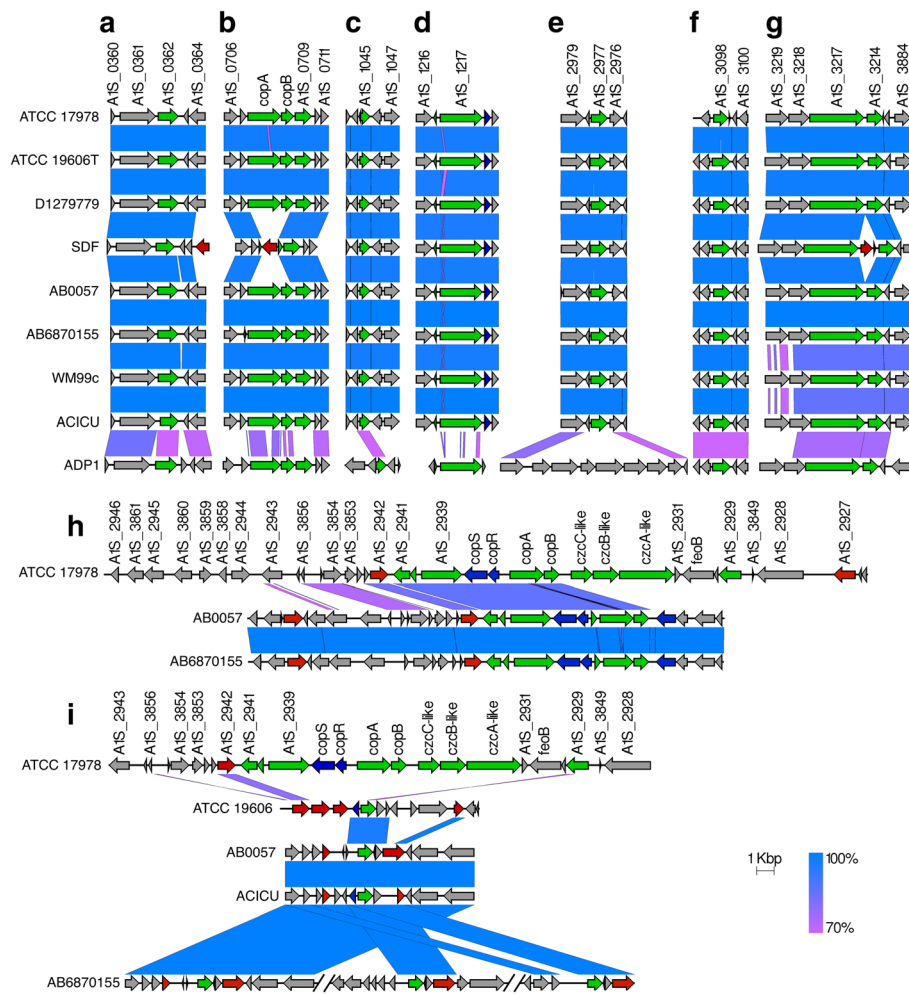 a b c d e f g
A1S_0360 A1S_0361 A1S_0362 A1S_0364 A1S_0706 copA copB A1S_0709 A1S_0711 A1S_1045 A1S_1047 A1S_1216 A1S_1217 A1S_2979 A1S_2977 A1S_2976 A1S_3098 A1S_3100 A1S_3219 A1S_3218 A1S_3217 A1S_3214 A1S_3884
ATCC 17978
ATCC 19606T
D1279779
SDF
AB0057
AB6870155
WM99c
ACICU
ADP1
h
A1S_2946 A1S_3861 A1S_2945 A1S_3860 A1S_3859 A1S_3858 A1S_2944 A1S_2943 A1S_3856 A1S_3854 A1S_3853 A1S_2942 A1S_2941 A1S_2939 copS copR copA copB czcC-like czcB-like czcA-like A1S_2931 feoB A1S_2929 A1S_3849 A1S_2928 A1S_2927
ATCC 17978
AB0057
AB6870155
i
A1S_2943 A1S_3856 A1S_3854 A1S_3853 A1S_2942 A1S_2941 A1S_2939 copS copR copA copB czcC-like czcB-like czcA-like A1S_2931 feoB A1S_2929 A1S_3849 A1S_2928
ATCC 17978
ATCC 19606
AB0057
ACICU
AB6870155
1 Kbp
100%
70%